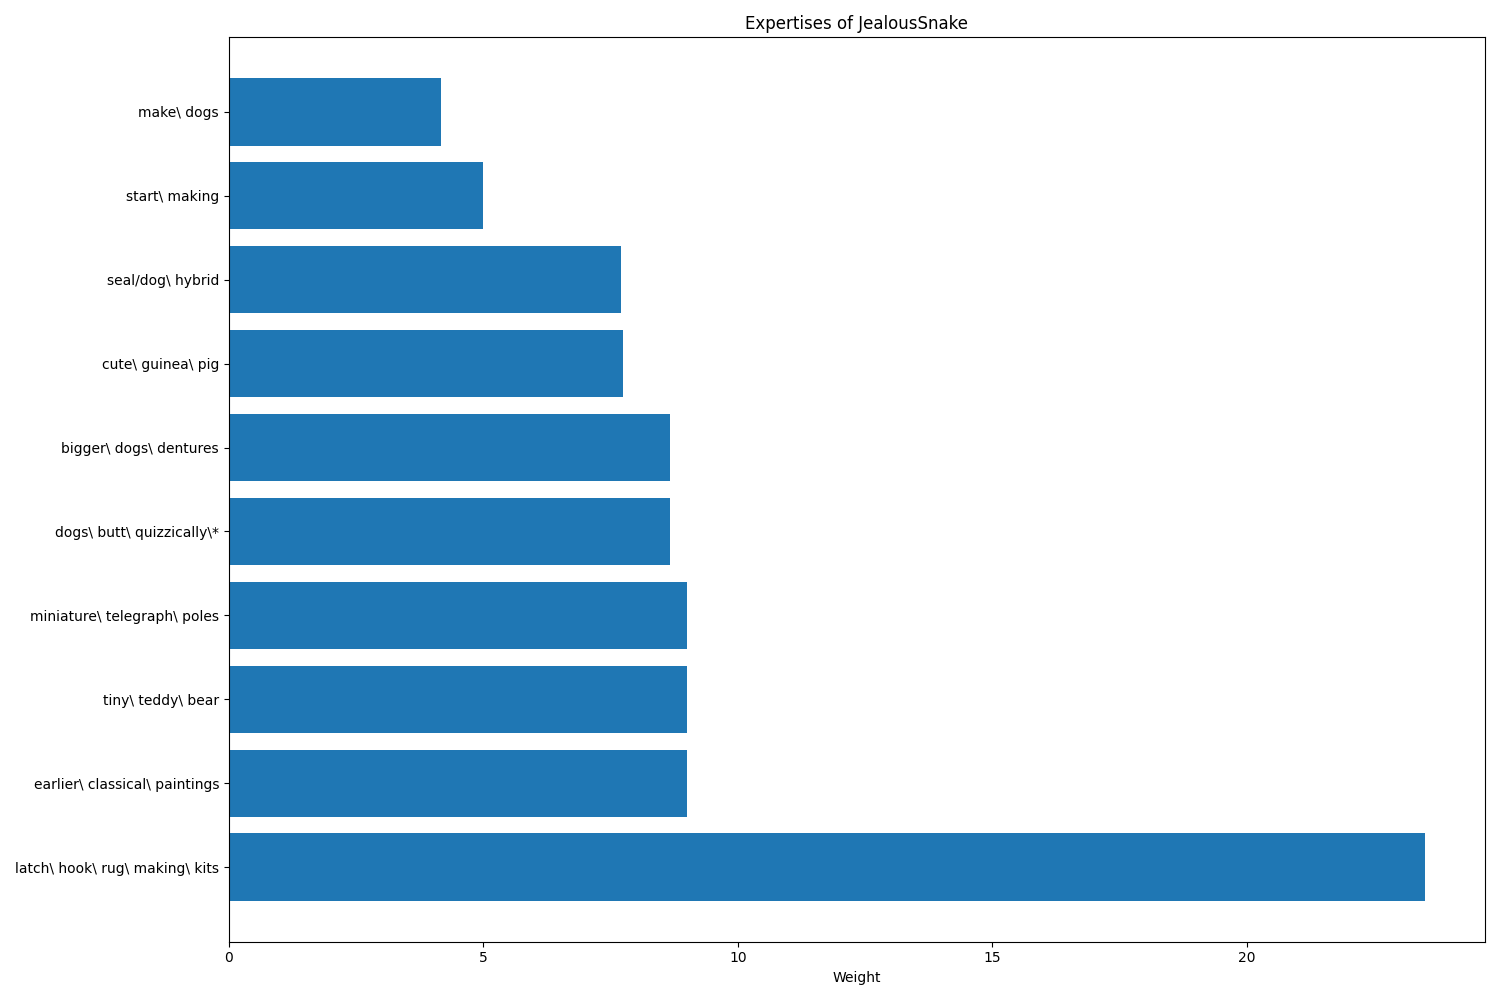 Expertises of JealousSnake
make\ dogs
start\ making
seal/dog\ hybrid
cute\ guinea\ pig
bigger\ dogs\ dentures
dogs\ butt\ quizzically\*
miniature\ telegraph\ poles
tiny\ teddy\ bear
earlier\ classical\ paintings
latch\ hook\ rug\ making\ kits
0 5 10 15 20
Weight